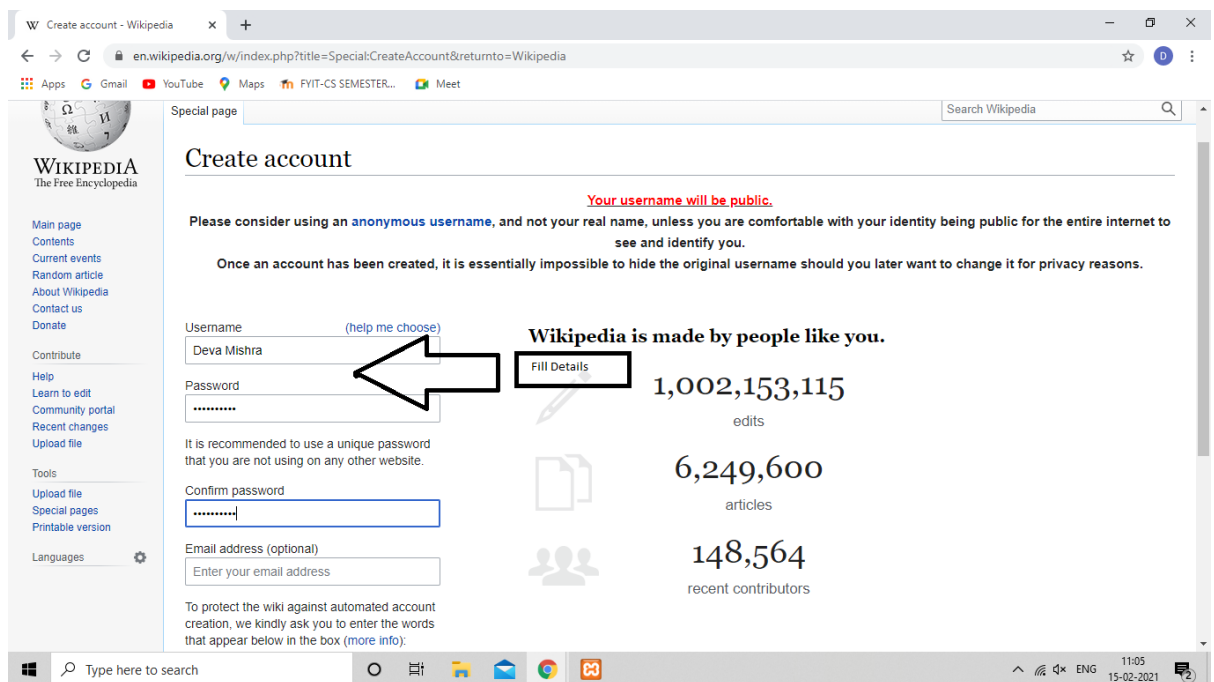 Create account - Wikipedia
en.wikipedia.org/w/index.php?title=Special:CreateAccount&returnto=Wikipedia
D
Apps Gmail YouTube Maps FYIT-CS SEMESTER... Meet
Special page
Search Wikipedia
WIKIPEDIA
The Free Encyclopedia
Main page
Contents
Current events
Random article
About Wikipedia
Contact us
Donate
Contribute
Help
Learn to edit
Community portal
Recent changes
Upload file
Tools
Upload file
Special pages
Printable version
Languages
Create account
Your username will be public.
Please consider using an anonymous username, and not your real name, unless you are comfortable with your identity being public for the entire internet to
see and identify you.
Once an account has been created, it is essentially impossible to hide the original username should you later want to change it for privacy reasons.
Username (help me choose)
Deva Mishra
Password
••••••••••
It is recommended to use a unique password
that you are not using on any other website.
Confirm password
••••••••••
Email address (optional)
Enter your email address
To protect the wiki against automated account
creation, we kindly ask you to enter the words
that appear below in the box (more info):
Wikipedia is made by people like you.
Fill Details
1,002,153,115
edits
6,249,600
articles
148,564
recent contributors
Type here to search
ENG
11:05
15-02-2021
2